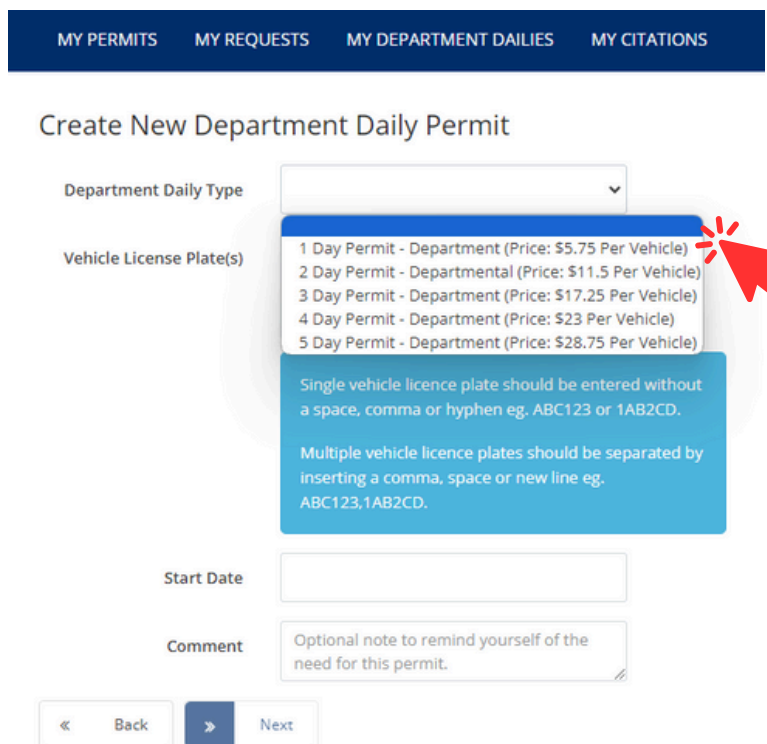 MY PERMITS MY REQUESTS MY DEPARTMENT DAILIES MY CITATIONS
Create New Department Daily Permit
Department Daily Type
Vehicle License Plate(s)
1 Day Permit - Department (Price: $5.75 Per Vehicle)
2 Day Permit - Departmental (Price: $11.5 Per Vehicle)
3 Day Permit - Department (Price: $17.25 Per Vehicle)
4 Day Permit - Department (Price: $23 Per Vehicle)
5 Day Permit - Department (Price: $28.75 Per Vehicle)
Single vehicle licence plate should be entered without
a space, comma or hyphen eg. ABC123 or 1AB2CD.
Multiple vehicle licence plates should be separated by
inserting a comma, space or new line eg.
ABC123,1AB2CD.
Start Date
Comment
Optional note to remind yourself of the
need for this permit.
« Back » Next